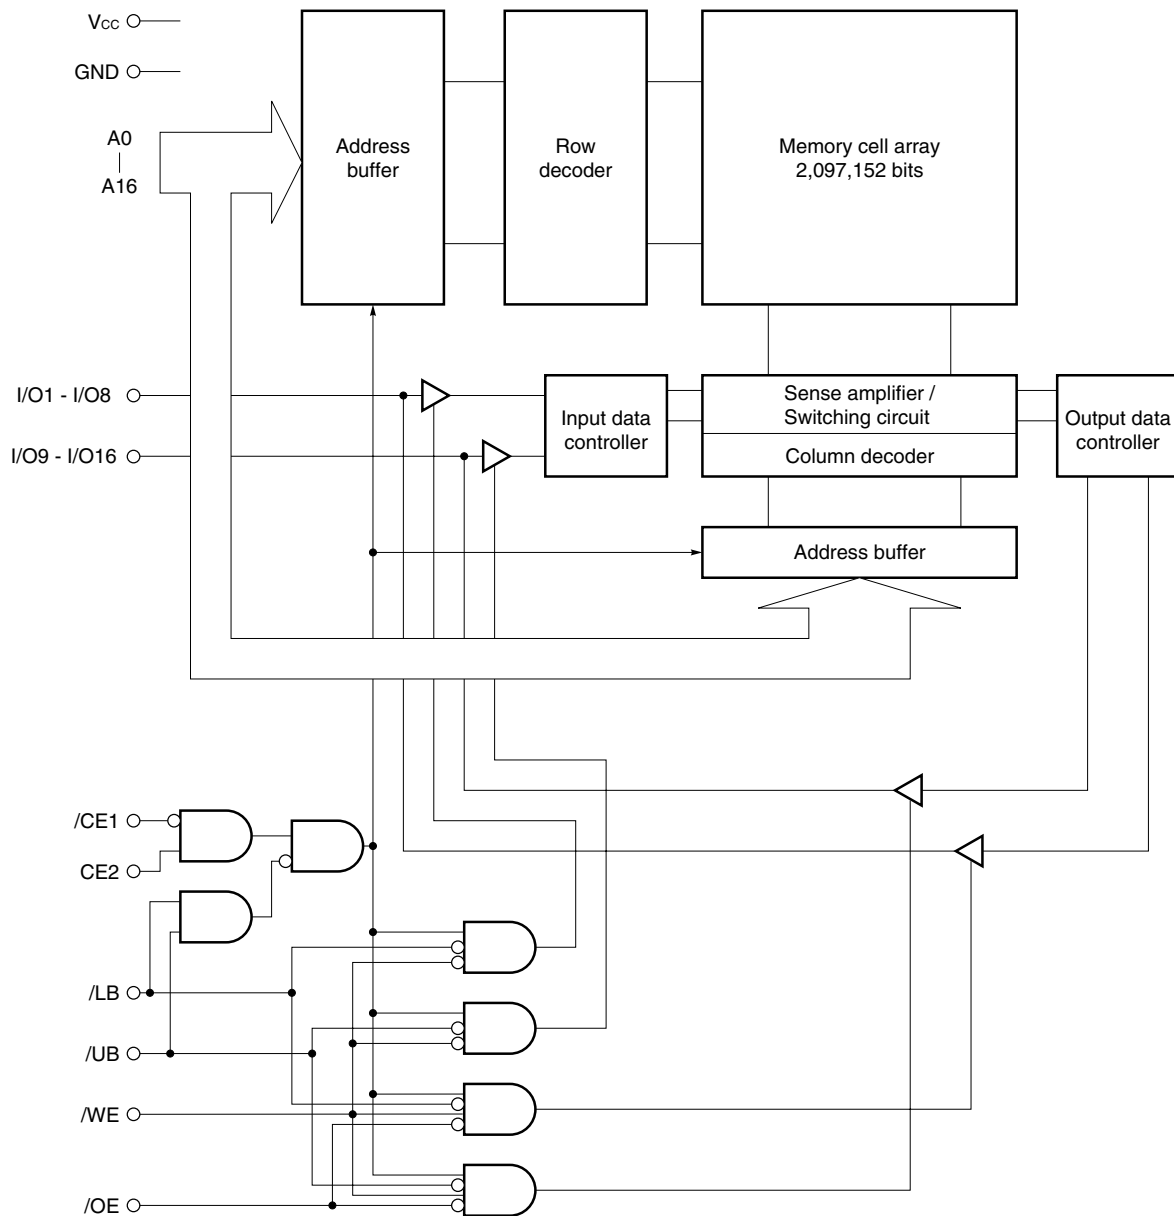 VCC
GND
A0
A16
Address
buffer
Row
decoder
Memory cell array
2,097,152 bits
I/O1 - I/O8
I/O9 - I/O16
Input data
controller
Sense amplifier /
Switching circuit
Column decoder
Output data
controller
Address buffer
/CE1
CE2
/LB
/UB
/WE
/OE